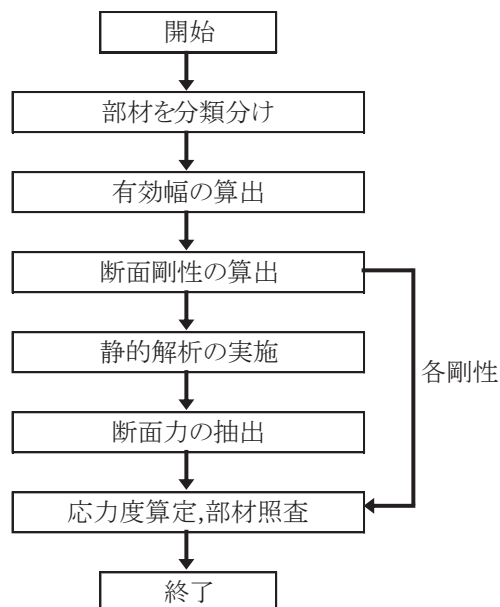 開始
部材を分類分け
有効幅の算出
断面剛性の算出
静的解析の実施
各剛性
断面力の抽出
応力度算定,部材照査
終了